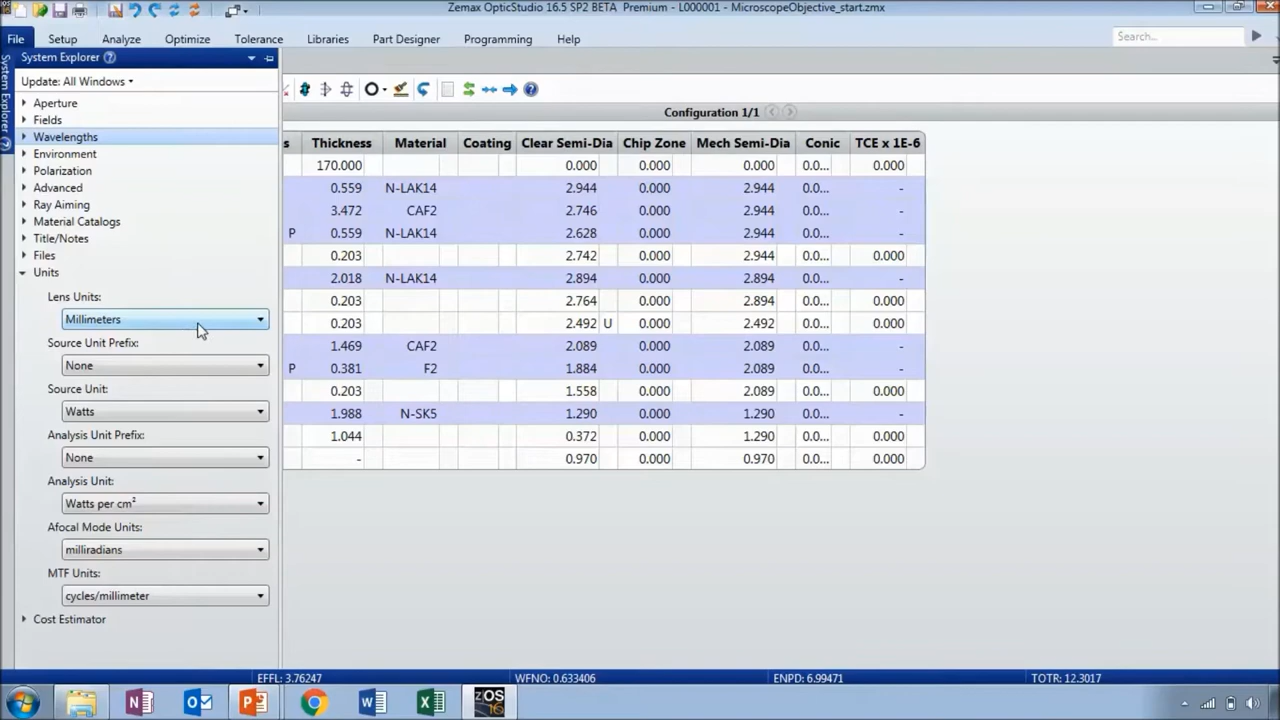 Zemax OpticStudio 16.5 SP2 BETA Premium - L000001 - MicroscopeObjective_start.zmx
File Setup Analyze Optimize Tolerance Libraries Part Designer Programming Help Search...
System Explorer
System Explorer
Update: All Windows
Aperture
Fields
Wavelengths
Environment
Polarization
Advanced
Ray Aiming
Material Catalogs
Title/Notes
Files
Units
Lens Units:
Millimeters
Source Unit Prefix:
None
Source Unit:
Watts
Analysis Unit Prefix:
None
Analysis Unit:
Watts per cm²
Afocal Mode Units:
milliradians
MTF Units:
cycles/millimeter
Cost Estimator
Configuration 1/1
s Thickness Material Coating Clear Semi-Dia Chip Zone Mech Semi-Dia Conic TCE x 1E-6
170.000 0.000 0.000 0.000 0.0... 0.000
0.559 N-LAK14 2.944 0.000 2.944 0.0... -
3.472 CAF2 2.746 0.000 2.944 0.0... -
P 0.559 N-LAK14 2.628 0.000 2.944 0.0... -
0.203 2.742 0.000 2.944 0.0... 0.000
2.018 N-LAK14 2.894 0.000 2.894 0.0... -
0.203 2.764 0.000 2.894 0.0... 0.000
0.203 2.492 U 0.000 2.492 0.0... 0.000
1.469 CAF2 2.089 0.000 2.089 0.0... -
P 0.381 F2 1.884 0.000 2.089 0.0... -
0.203 1.558 0.000 2.089 0.0... 0.000
1.988 N-SK5 1.290 0.000 1.290 0.0... -
1.044 0.372 0.000 1.290 0.0... 0.000
- 0.970 0.000 0.970 0.0... 0.000
EFFL: 3.76247 WFNO: 0.633406 ENPD: 6.99471 TOTR: 12.3017
ZOS
16